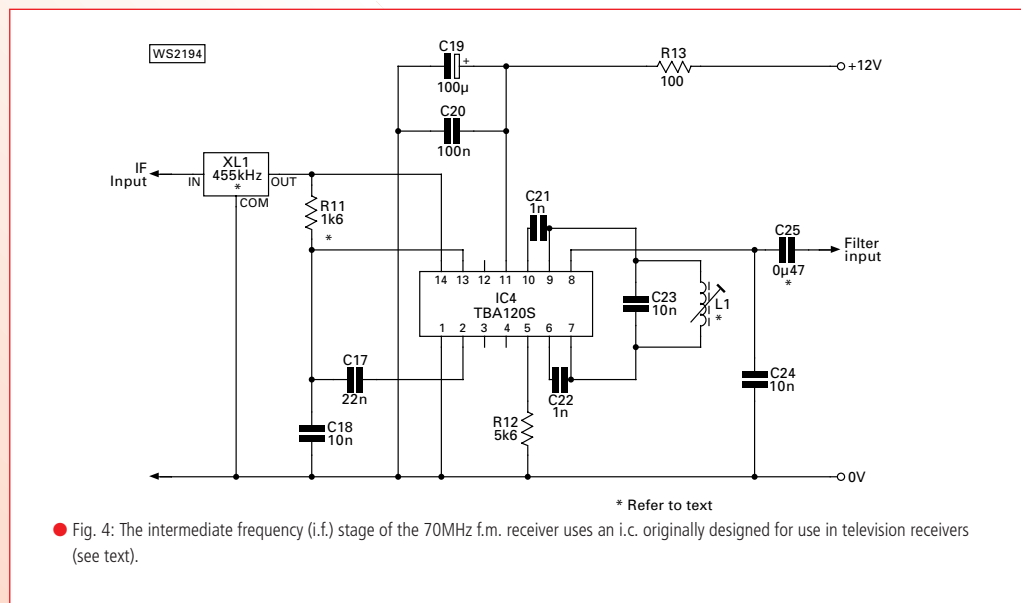 WS2194
C19
+
100µ
R13
100
+12V
C20
100n
XL1
455kHz
*
IF
Input
IN
OUT
COM
R11
1k6
*
C21
1n
C25
0µ47
*
Filter
input
14 13 12 11 10 9 8
IC4
TBA120S
1 2 3 4 5 6 7
C23
10n
L1
*
C17
22n
C22
1n
C24
10n
R12
5k6
C18
10n
0V
* Refer to text
Fig. 4: The intermediate frequency (i.f.) stage of the 70MHz f.m. receiver uses an i.c. originally designed for use in television receivers
(see text).